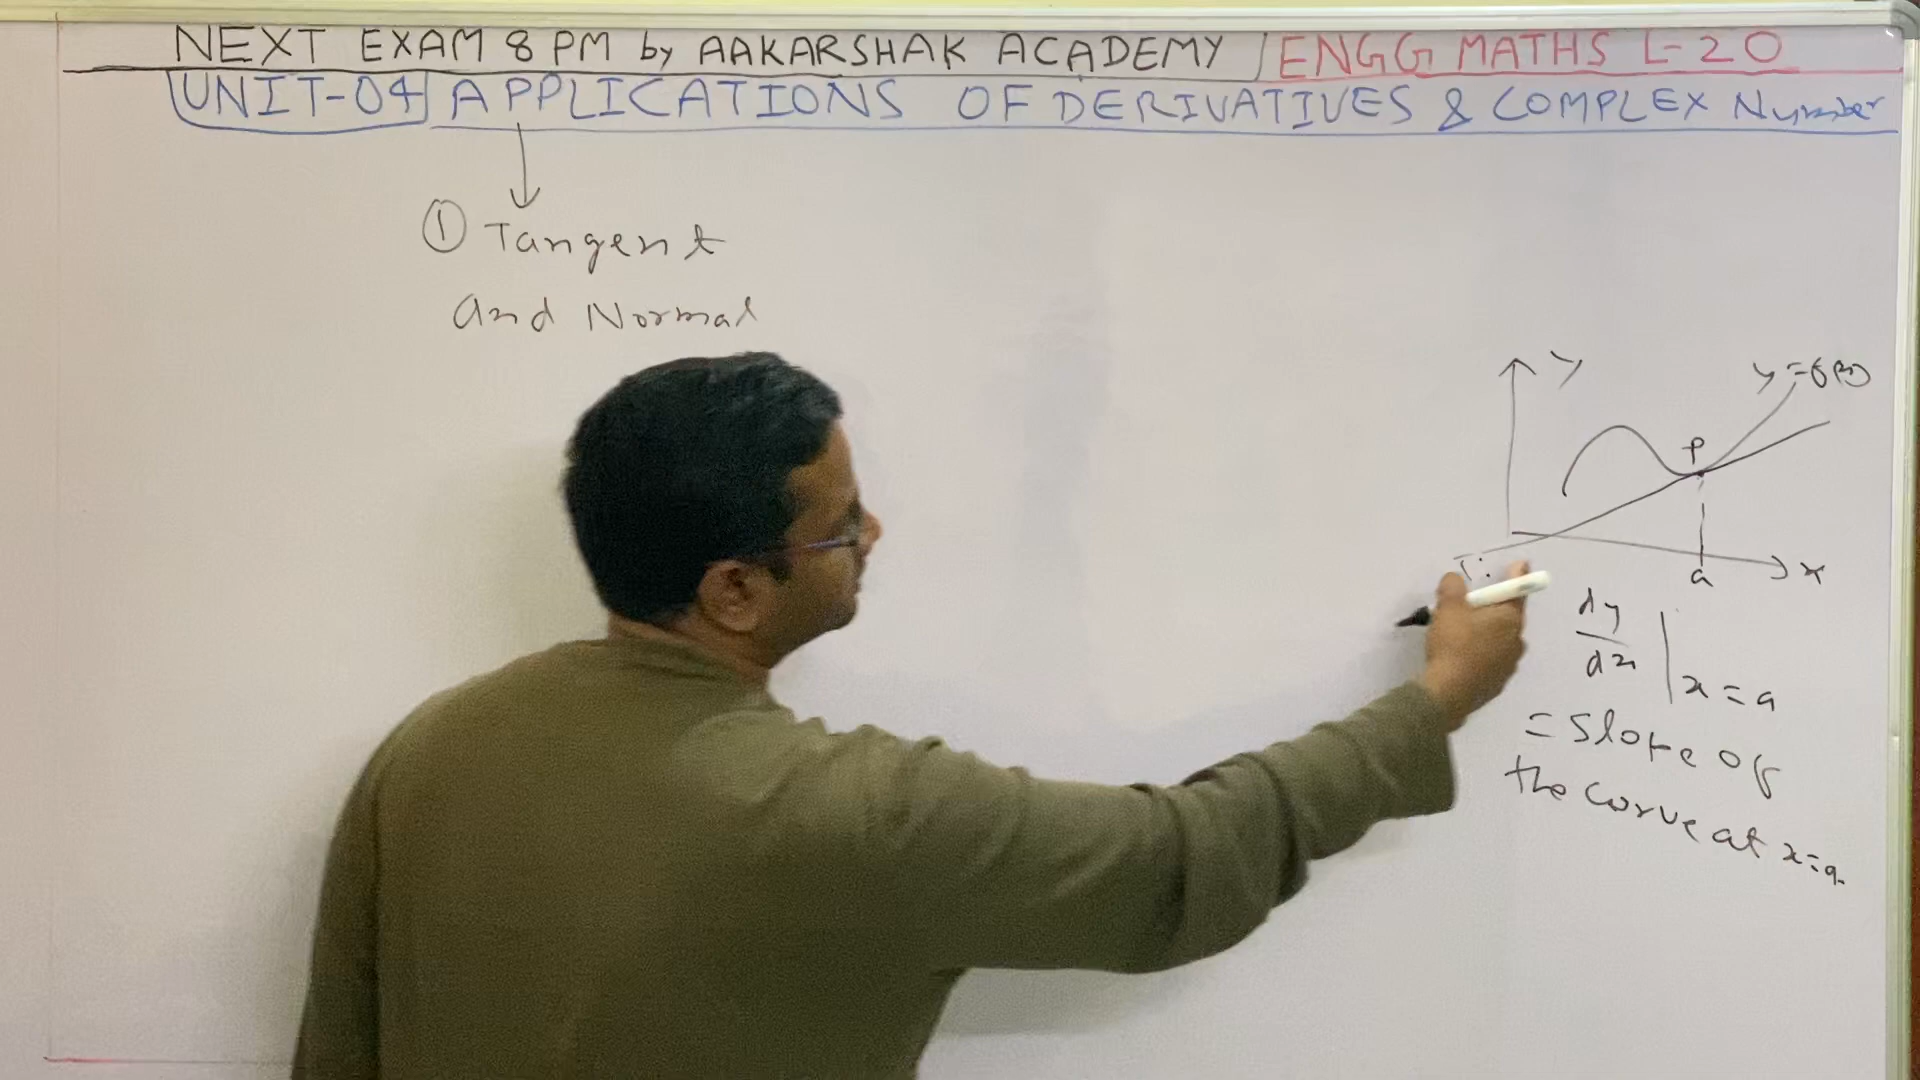 NEXT EXAM 8 PM by AAKARSHAK ACADEMY ENGG MATHS L-20
UNIT-04 APPLICATIONS OF DERIVATIVES & COMPLEX Number
① Tangent
and Normal
y
y=f(x)
P
T:
a
x
dy/dx | x=a
= slope of
the curve at x=a